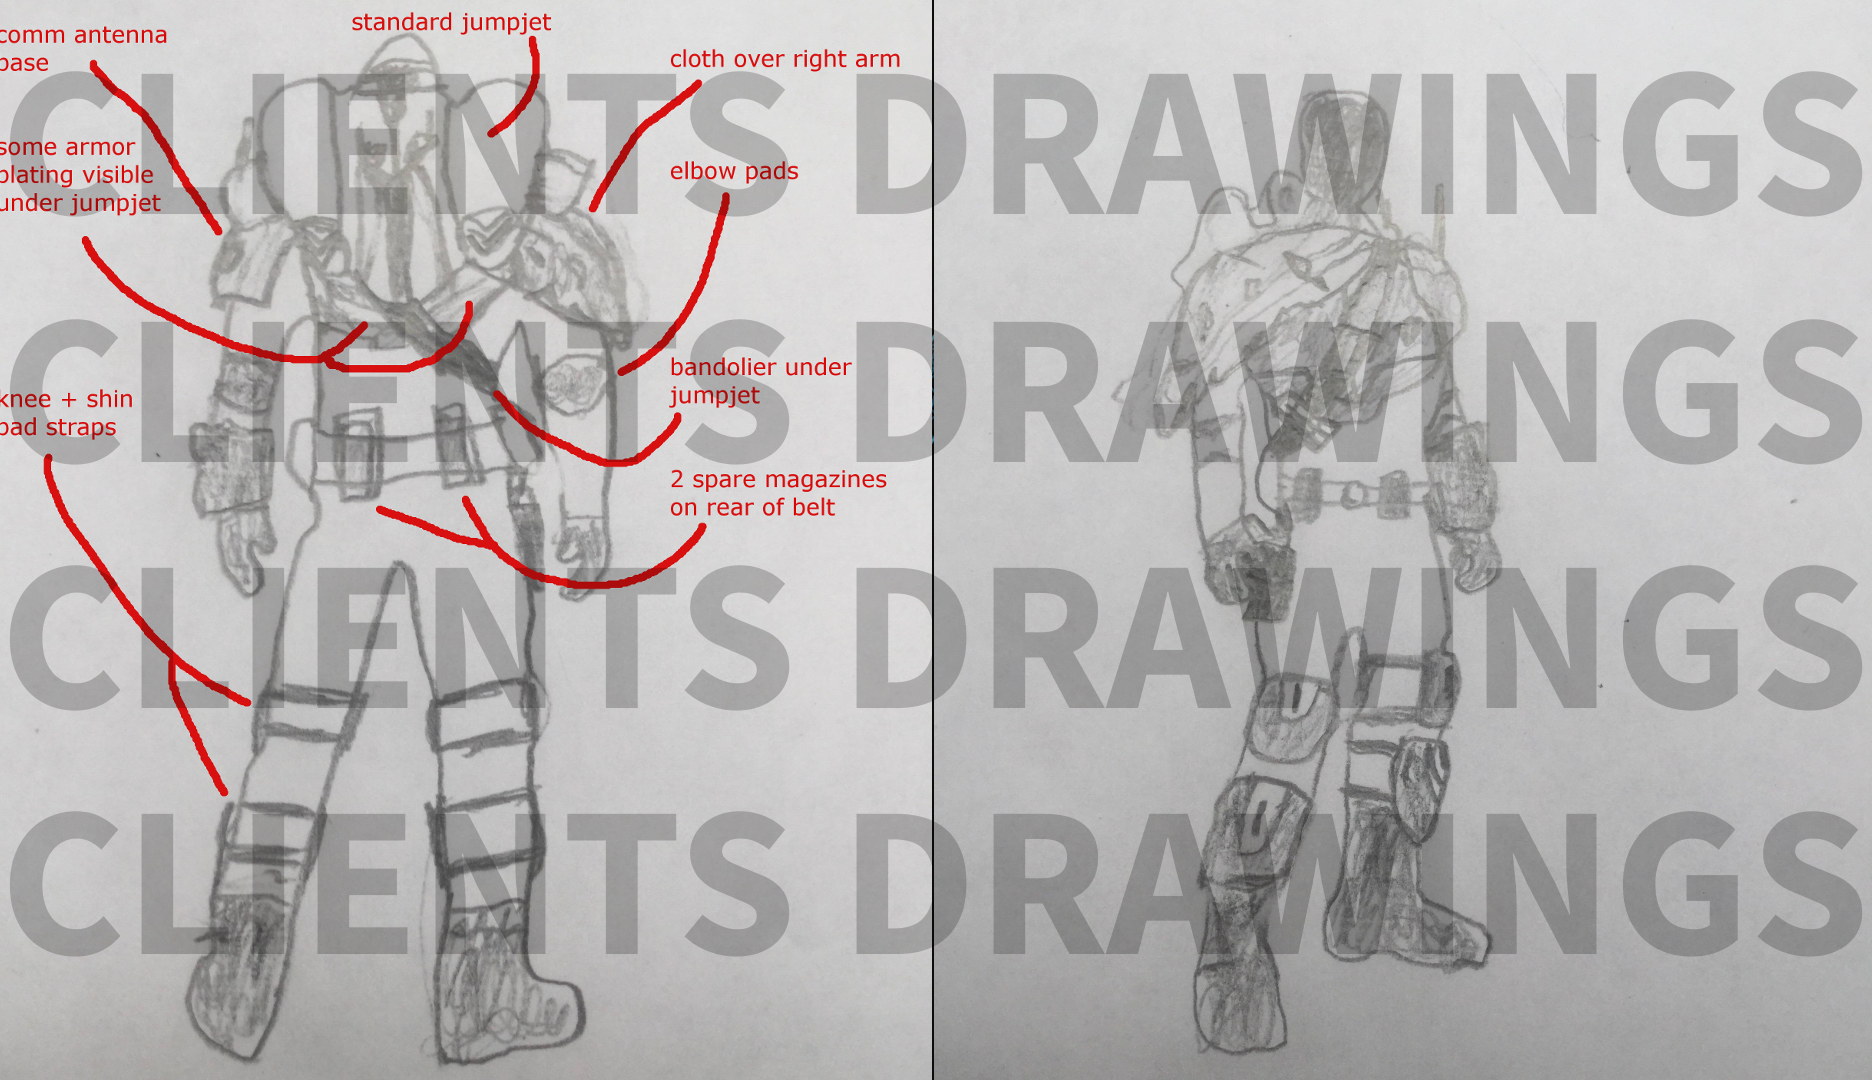 standard jumpjet
comm antenna
base
cloth over right arm
some armor
plating visible
under jumpjet
elbow pads
bandolier under
jumpjet
knee + shin
pad straps
2 spare magazines
on rear of belt
CLIENTS DRAWINGS
CLIENTS DRAWINGS
CLIENTS DRAWINGS
CLIENTS DRAWINGS